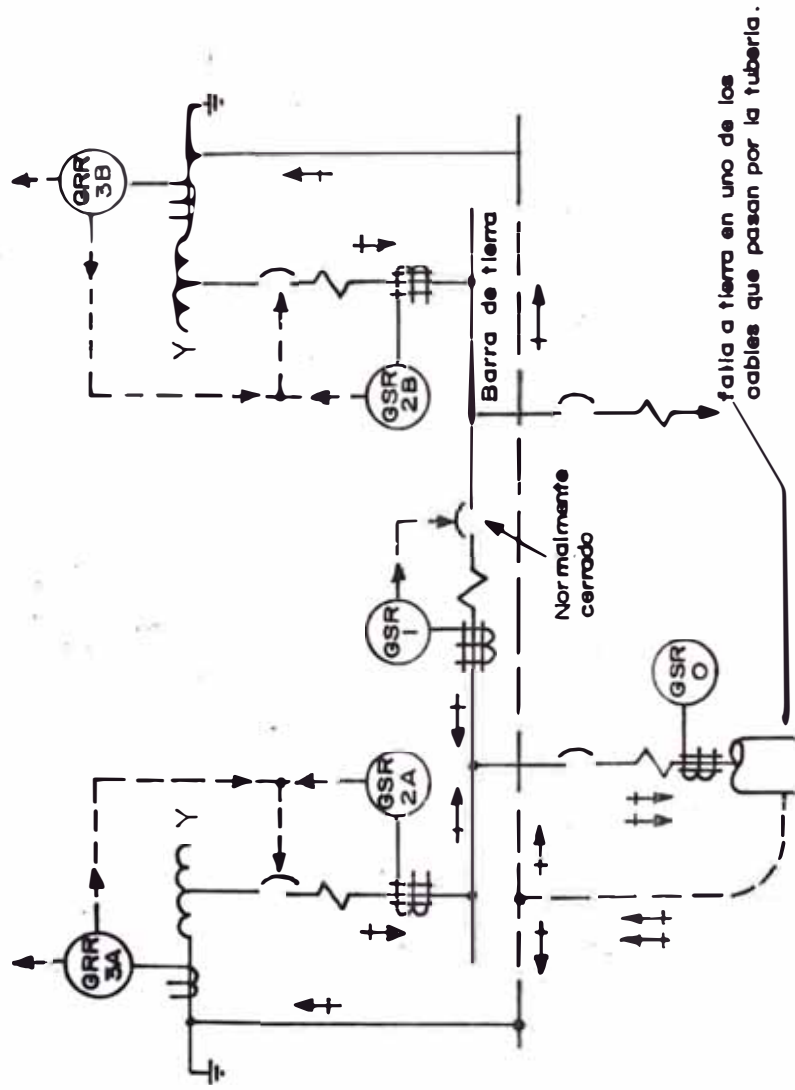 GRR
3A
Y
GSR
2A
GSR
1
GSR
2B
Y
GRR
3B
Barra de tierra
Normalmente
cerrado
GSR
O
falla a tierra en uno de los
cables que pasan por la tubería.